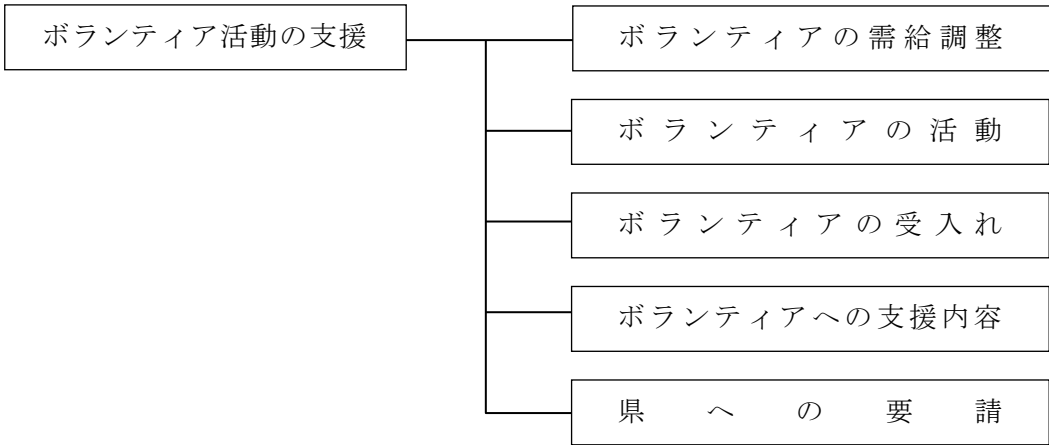 ボランティア活動の支援
ボランティアの需給調整
ボランティアの活動
ボランティアの受入れ
ボランティアへの支援内容
県への要請